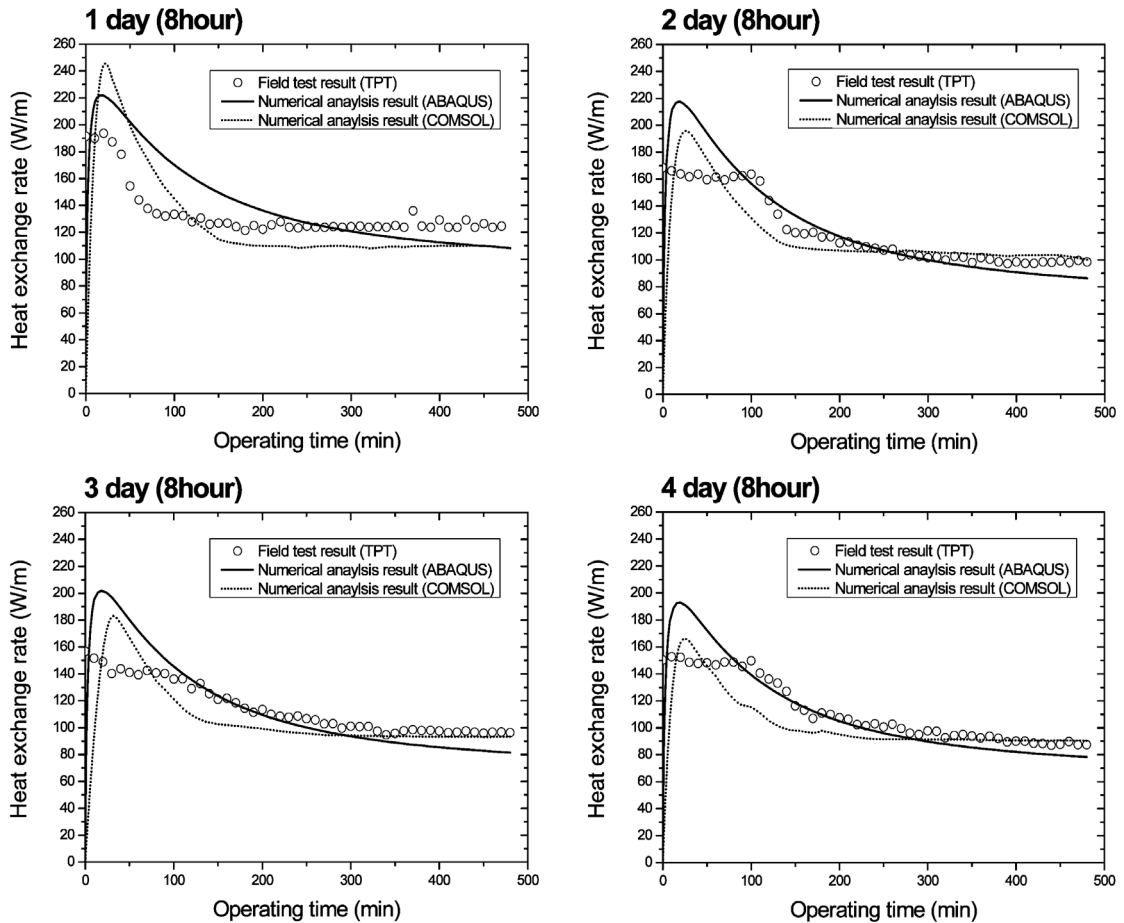 1 day (8hour)
260
240
220
200
180
160
140
120
100
80
60
40
20
0
Heat exchange rate (W/m)
Field test result (TPT)
Numerical anaylsis result (ABAQUS)
Numerical anaylsis result (COMSOL)
0 100 200 300 400 500
Operating time (min)
2 day (8hour)
260
240
220
200
180
160
140
120
100
80
60
40
20
0
Heat exchange rate (W/m)
Field test result (TPT)
Numerical anaylsis result (ABAQUS)
Numerical anaylsis result (COMSOL)
0 100 200 300 400 500
Operating time (min)
3 day (8hour)
260
240
220
200
180
160
140
120
100
80
60
40
20
0
Heat exchange rate (W/m)
Field test result (TPT)
Numerical anaylsis result (ABAQUS)
Numerical anaylsis result (COMSOL)
0 100 200 300 400 500
Operating time (min)
4 day (8hour)
260
240
220
200
180
160
140
120
100
80
60
40
20
0
Heat exchange rate (W/m)
Field test result (TPT)
Numerical anaylsis result (ABAQUS)
Numerical anaylsis result (COMSOL)
0 100 200 300 400 500
Operating time (min)